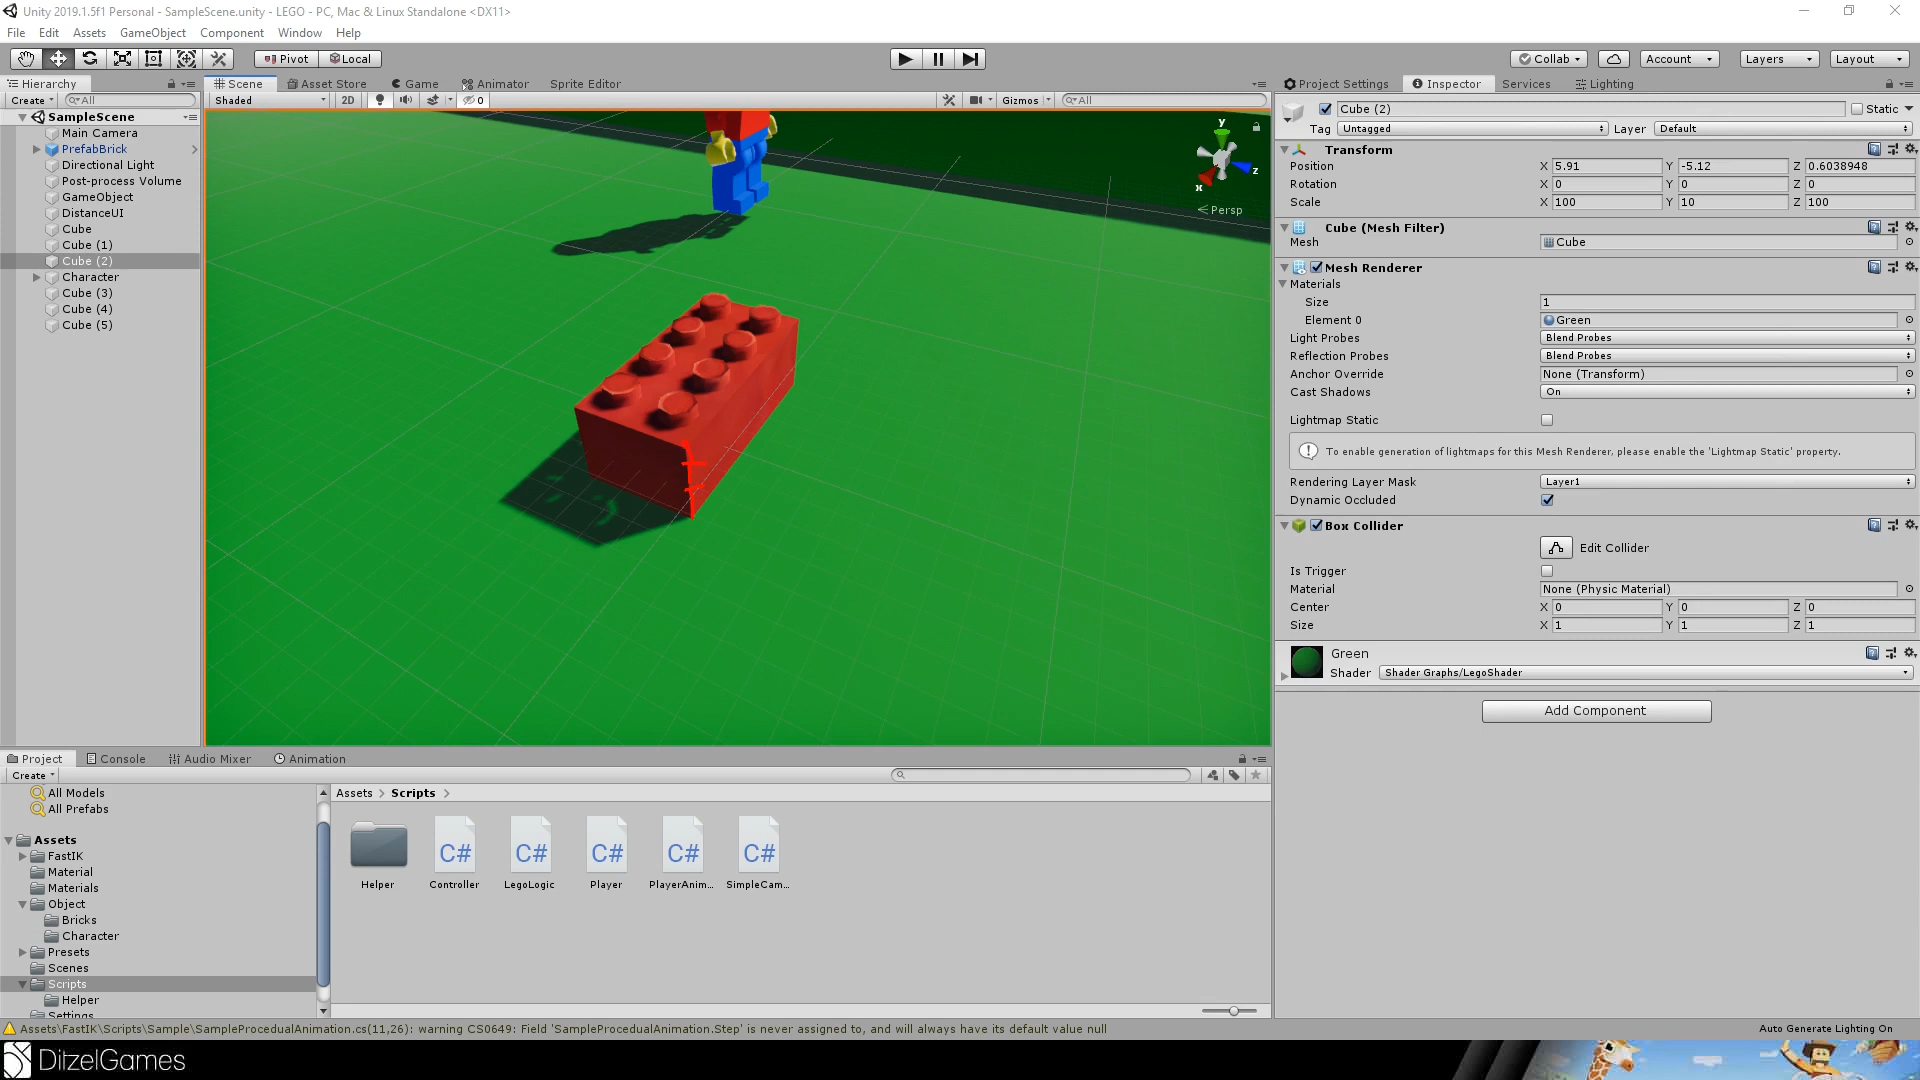 Unity 2019.1.5f1 Personal - SampleScene.unity - LEGO - PC, Mac & Linux Standalone <DX11>
File Edit Assets GameObject Component Window Help
Pivot Local Collab Account Layers Layout
Hierarchy Scene Asset Store Game Animator Sprite Editor Project Settings Inspector Services Lighting
Create All Shaded 2D 0 Gizmos All
SampleScene
Main Camera
PrefabBrick
Directional Light
Post-process Volume
GameObject
DistanceUI
Cube
Cube (1)
Cube (2)
Character
Cube (3)
Cube (4)
Cube (5)
y
z
x
Persp
Cube (2) Static
Tag Untagged Layer Default
Transform
Position X 5.91 Y -5.12 Z 0.6038948
Rotation X 0 Y 0 Z 0
Scale X 100 Y 10 Z 100
Cube (Mesh Filter)
Mesh Cube
Mesh Renderer
Materials
Size 1
Element 0 Green
Light Probes Blend Probes
Reflection Probes Blend Probes
Anchor Override None (Transform)
Cast Shadows On
Lightmap Static
To enable generation of lightmaps for this Mesh Renderer, please enable the 'Lightmap Static' property.
Rendering Layer Mask Layer1
Dynamic Occluded
Box Collider
Edit Collider
Is Trigger
Material None (Physic Material)
Center X 0 Y 0 Z 0
Size X 1 Y 1 Z 1
Green
Shader Shader Graphs/LegoShader
Add Component
Project Console Audio Mixer Animation
Create
All Models
All Prefabs
Assets
FastIK
Material
Materials
Object
Bricks
Character
Presets
Scenes
Scripts
Helper
Settings
Assets > Scripts >
C# C# C# C# C#
Helper Controller LegoLogic Player PlayerAnim... SimpleCam...
Assets\FastIK\Scripts\Sample\SampleProcedualAnimation.cs(11,26): warning CS0649: Field 'SampleProcedualAnimation.Step' is never assigned to, and will always have its default value null
Auto Generate Lighting On
DitzelGames